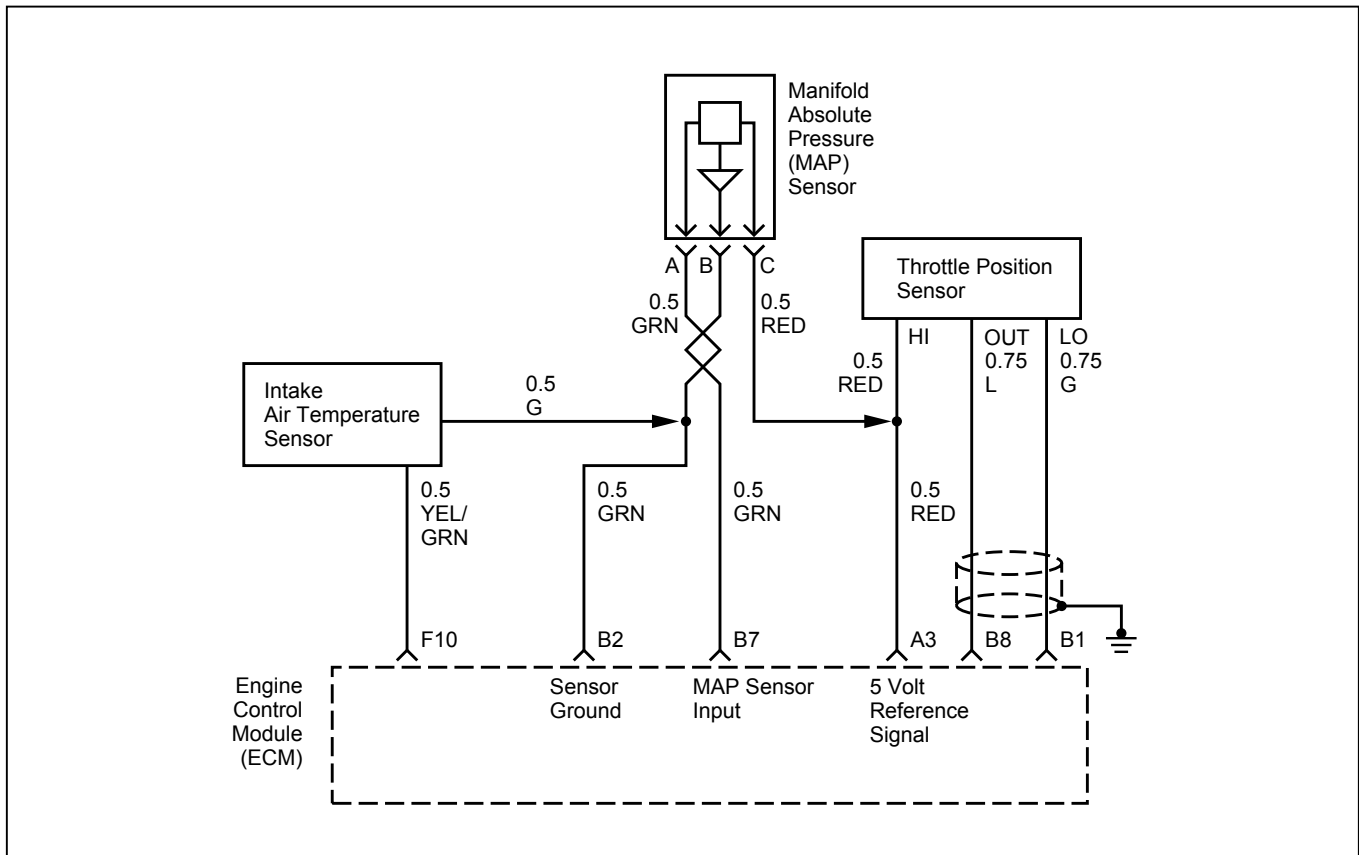 Manifold
Absolute
Pressure
(MAP)
Sensor
A
B
C
0.5
GRN
0.5
RED
Throttle Position
Sensor
HI
0.5
RED
OUT
0.75
L
LO
0.75
G
Intake
Air Temperature
Sensor
0.5
G
0.5
YEL/
GRN
0.5
GRN
0.5
GRN
0.5
RED
F10
B2
B7
A3
B8
B1
Engine
Control
Module
(ECM)
Sensor
Ground
MAP Sensor
Input
5 Volt
Reference
Signal